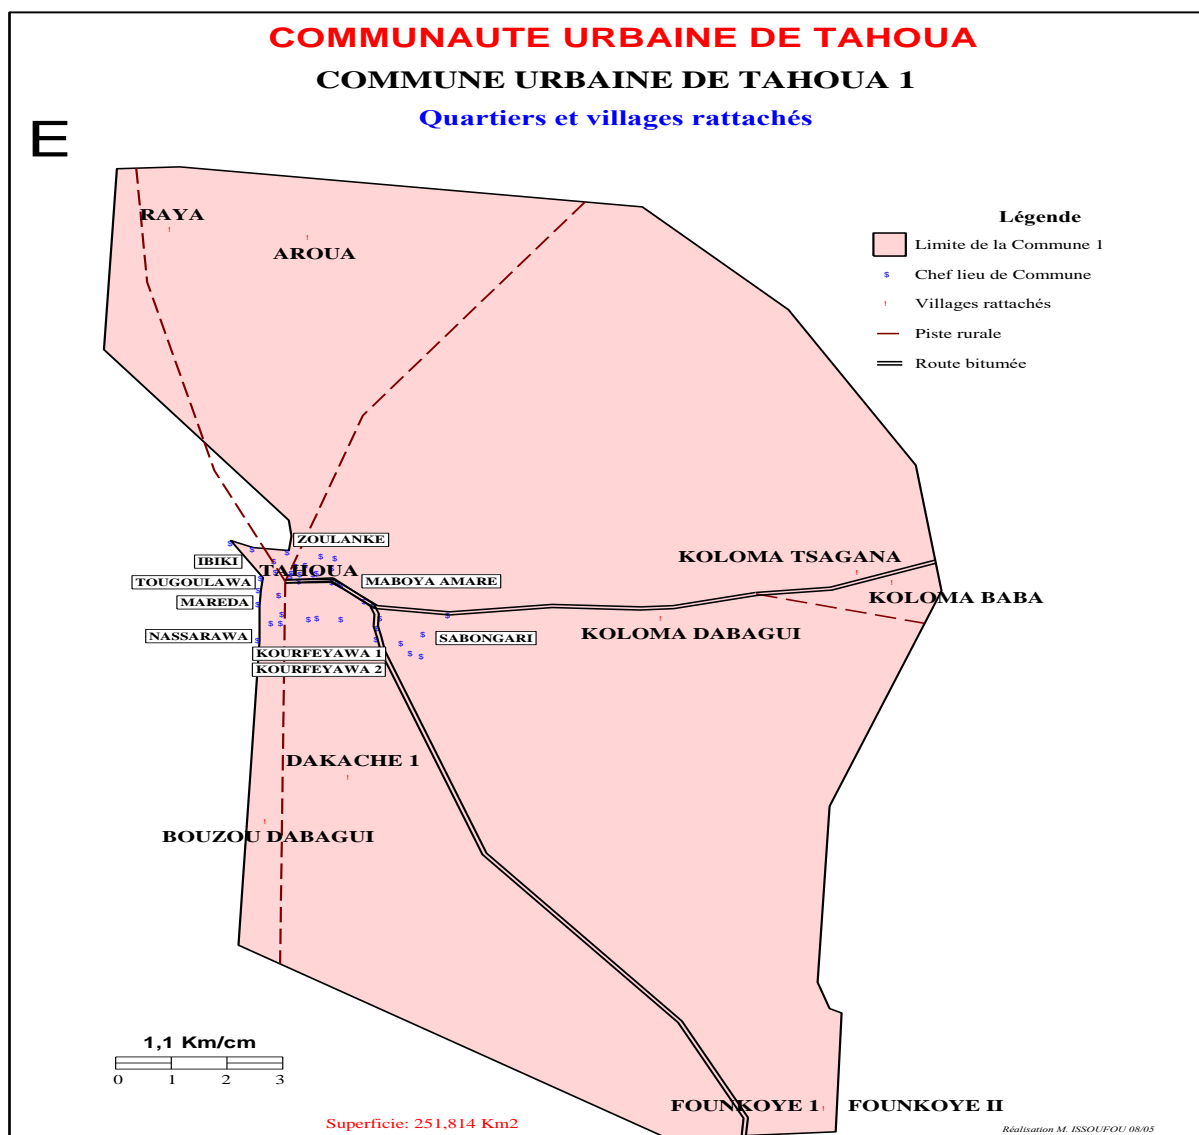 COMMUNAUTE URBAINE DE TAHOUA
COMMUNE URBAINE DE TAHOUA 1
Quartiers et villages rattachés
E
RAYA
AROUA
Légende
Limite de la Commune 1
Chef lieu de Commune
Villages rattachés
Piste rurale
Route bitumée
ZOULANKE
IBIKI
TAHOUA
TOUGOULAWA
MABOYA AMARE
MAREDA
NASSARAWA
SABONGARI
KOURFEYAWA 1
KOURFEYAWA 2
KOLOMA TSAGANA
KOLOMA BABA
KOLOMA DABAGUI
DAKACHE 1
BOUZOU DABAGUI
1,1 Km/cm
0 1 2 3
FOUNKOYE 1
FOUNKOYE II
Superficie: 251,814 Km2
Réalisation M. ISSOUFOU 08/05